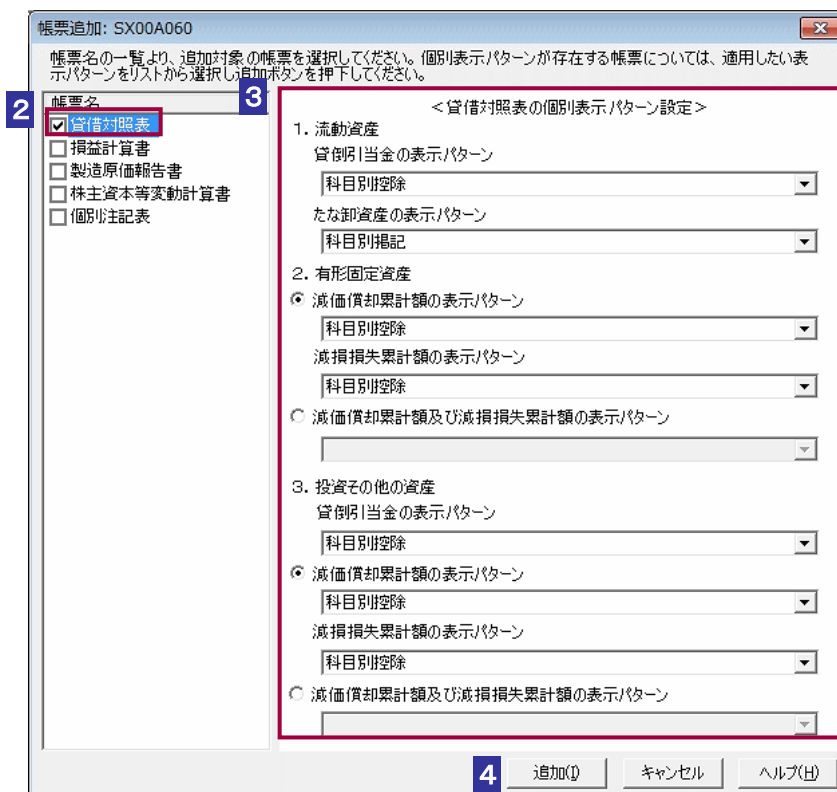 帳票追加: SX00A060
帳票名の一覧より、追加対象の帳票を選択してください。個別表示パターンが存在する帳票については、適用したい表
示パターンをリストから選択し追加ボタンを押下してください。
2
帳票名
貸借対照表
損益計算書
製造原価報告書
株主資本等変動計算書
個別注記表
3
＜貸借対照表の個別表示パターン設定＞
1. 流動資産
貸倒引当金の表示パターン
科目別控除
たな卸資産の表示パターン
科目別掲記
2. 有形固定資産
減価償却累計額の表示パターン
科目別控除
減損損失累計額の表示パターン
科目別控除
減価償却累計額及び減損損失累計額の表示パターン
3. 投資その他の資産
貸倒引当金の表示パターン
科目別控除
減価償却累計額の表示パターン
科目別控除
減損損失累計額の表示パターン
科目別控除
減価償却累計額及び減損損失累計額の表示パターン
4
追加(I)
キャンセル
ヘルプ(H)